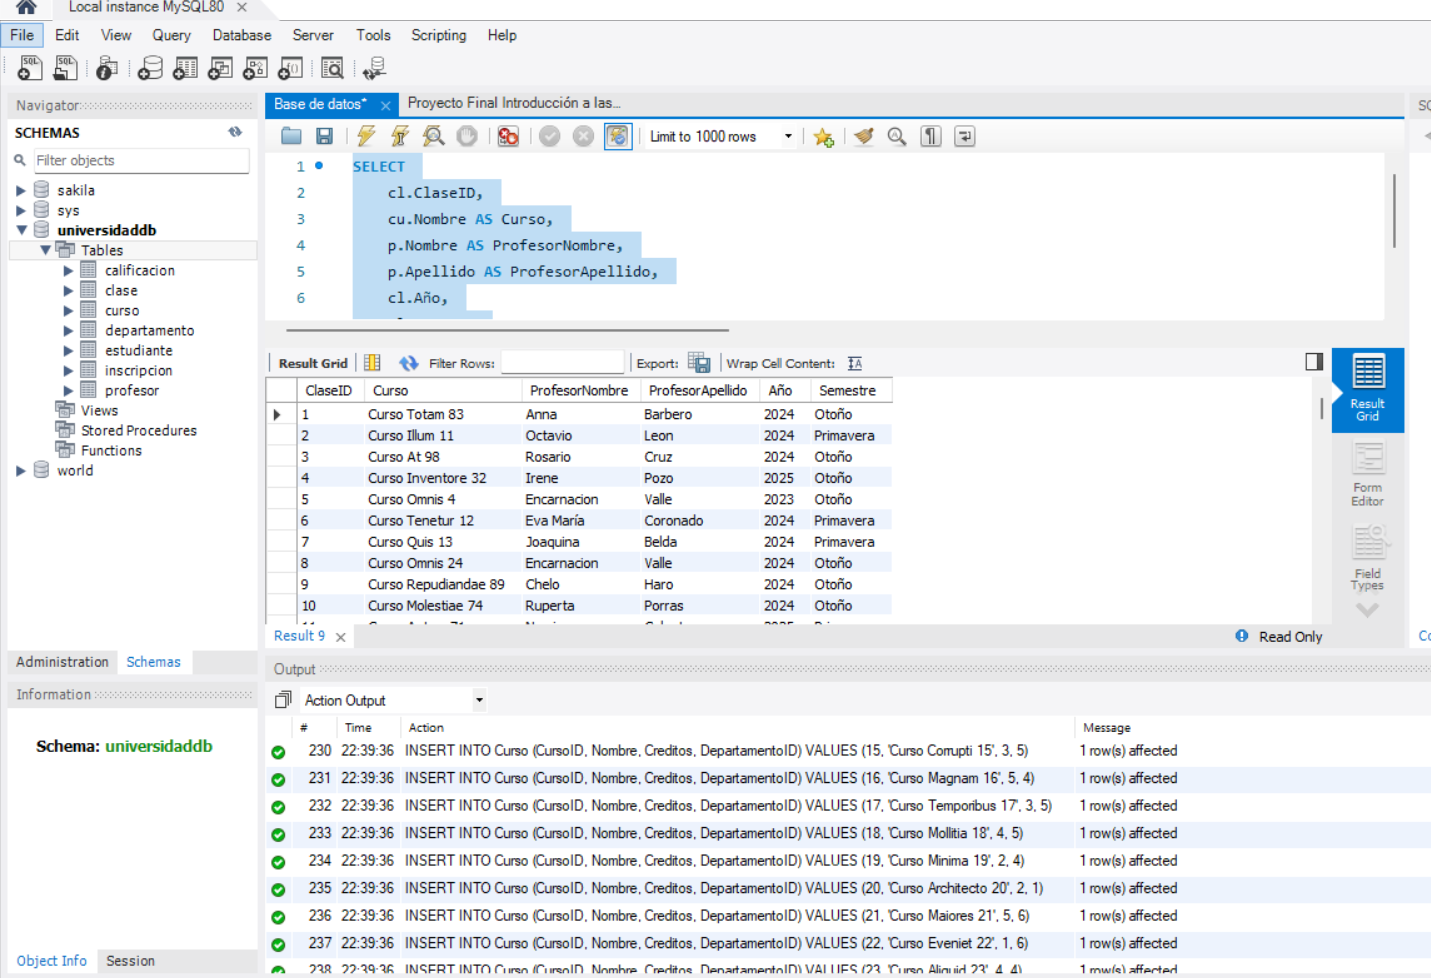 Local instance MySQL80
File Edit View Query Database Server Tools Scripting Help
Navigator
SCHEMAS
Filter objects
sakila
sys
universidaddb
Tables
calificacion
clase
curso
departamento
estudiante
inscripcion
profesor
Views
Stored Procedures
Functions
world
Administration Schemas
Information
Schema: universidaddb
Object Info Session
Base de datos* Proyecto Final Introducción a las...
Limit to 1000 rows
1 SELECT
2 cl.ClaseID,
3 cu.Nombre AS Curso,
4 p.Nombre AS ProfesorNombre,
5 p.Apellido AS ProfesorApellido,
6 cl.Año,
Result Grid Filter Rows: Export: Wrap Cell Content:
ClaseID Curso ProfesorNombre ProfesorApellido Año Semestre
1 Curso Totam 83 Anna Barbero 2024 Otoño
2 Curso Illum 11 Octavio Leon 2024 Primavera
3 Curso At 98 Rosario Cruz 2024 Otoño
4 Curso Inventore 32 Irene Pozo 2025 Otoño
5 Curso Omnis 4 Encarnacion Valle 2023 Otoño
6 Curso Tenetur 12 Eva María Coronado 2024 Primavera
7 Curso Quis 13 Joaquina Belda 2024 Primavera
8 Curso Omnis 24 Encarnacion Valle 2024 Otoño
9 Curso Repudiandae 89 Chelo Haro 2024 Otoño
10 Curso Molestiae 74 Ruperta Porras 2024 Otoño
Result Grid
Form Editor
Field Types
Result 9 Read Only
Output
Action Output
# Time Action Message
230 22:39:36 INSERT INTO Curso (CursoID, Nombre, Creditos, DepartamentoID) VALUES (15, 'Curso Corrupti 15', 3, 5) 1 row(s) affected
231 22:39:36 INSERT INTO Curso (CursoID, Nombre, Creditos, DepartamentoID) VALUES (16, 'Curso Magnam 16', 5, 4) 1 row(s) affected
232 22:39:36 INSERT INTO Curso (CursoID, Nombre, Creditos, DepartamentoID) VALUES (17, 'Curso Temporibus 17', 3, 5) 1 row(s) affected
233 22:39:36 INSERT INTO Curso (CursoID, Nombre, Creditos, DepartamentoID) VALUES (18, 'Curso Mollitia 18', 4, 5) 1 row(s) affected
234 22:39:36 INSERT INTO Curso (CursoID, Nombre, Creditos, DepartamentoID) VALUES (19, 'Curso Minima 19', 2, 4) 1 row(s) affected
235 22:39:36 INSERT INTO Curso (CursoID, Nombre, Creditos, DepartamentoID) VALUES (20, 'Curso Architecto 20', 2, 1) 1 row(s) affected
236 22:39:36 INSERT INTO Curso (CursoID, Nombre, Creditos, DepartamentoID) VALUES (21, 'Curso Maiores 21', 5, 6) 1 row(s) affected
237 22:39:36 INSERT INTO Curso (CursoID, Nombre, Creditos, DepartamentoID) VALUES (22, 'Curso Eveniet 22', 1, 6) 1 row(s) affected
238 22:39:36 INSERT INTO Curso (CursoID, Nombre, Creditos, DepartamentoID) VALUES (23, 'Curso Aliquid 23', 4, 4) 1 row(s) affected